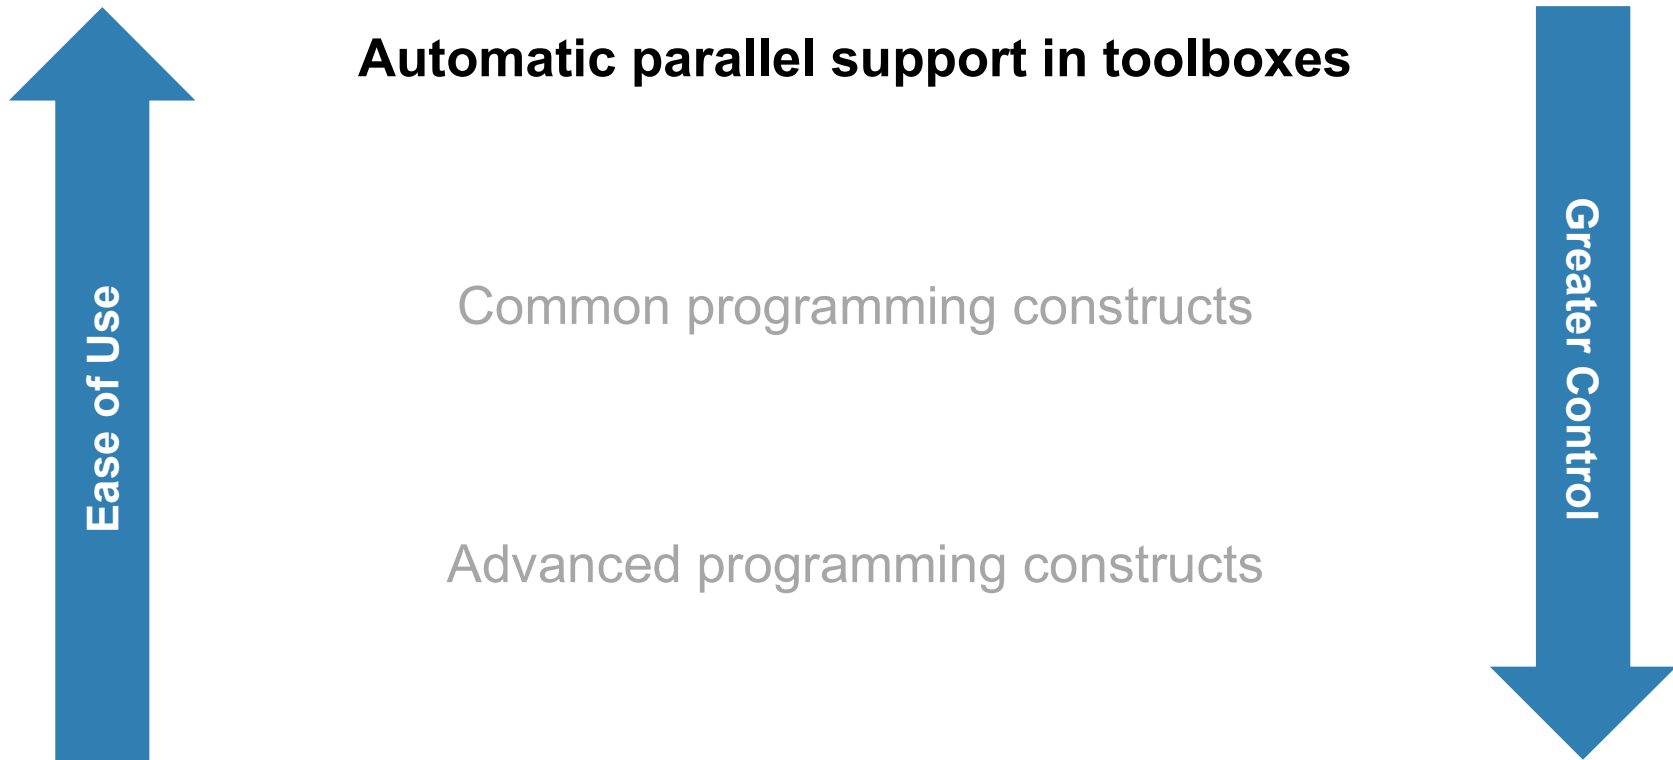 Automatic parallel support in toolboxes
Ease of Use
Common programming constructs
Greater Control
Advanced programming constructs